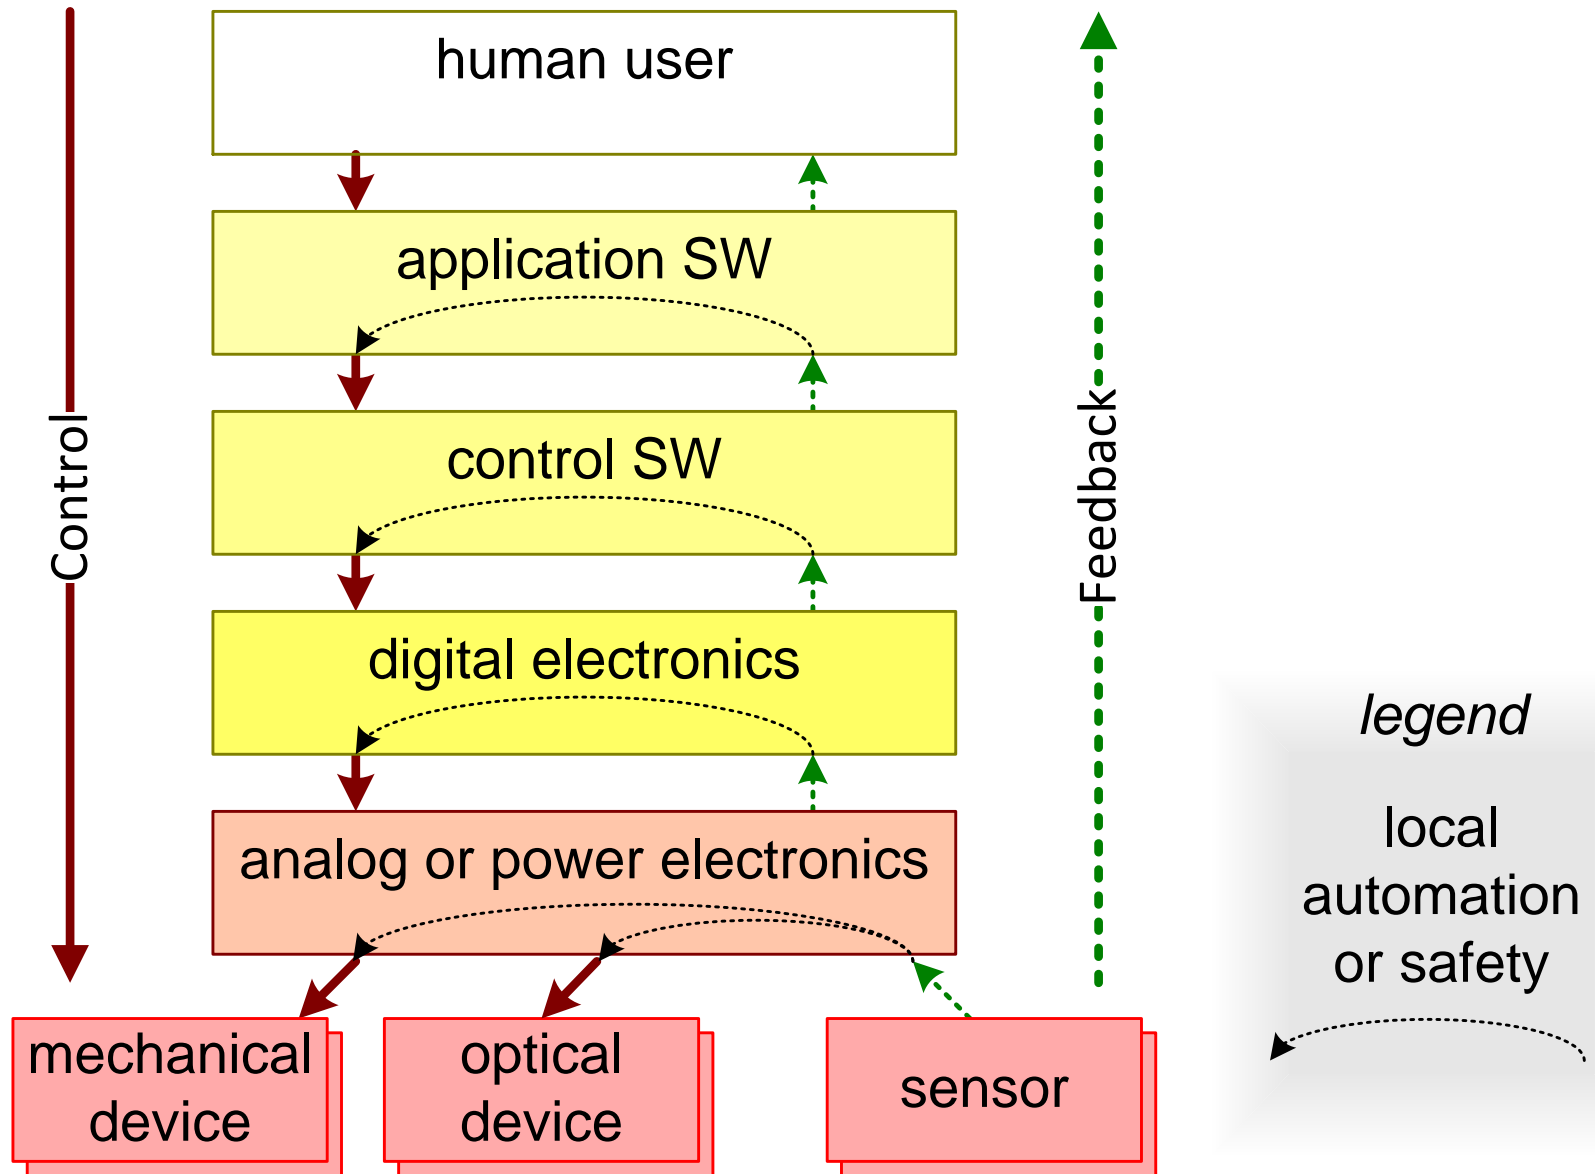 human user
application SW
control SW
digital electronics
analog or power electronics
mechanical
device
optical
device
sensor
Control
Feedback
legend
local
automation
or safety